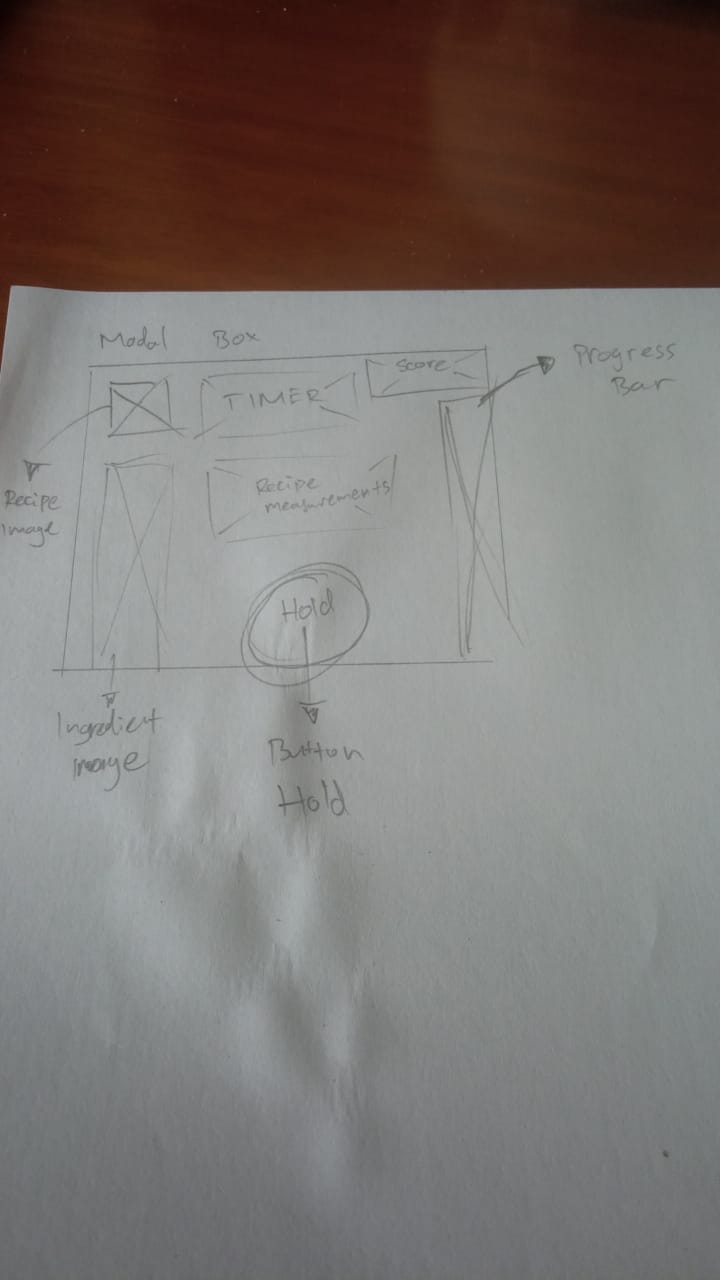 Modal Box
Progress
Bar
Score
TIMER
Recipe
image
Recipe
measurements
Hold
Ingredient
image
Button
Hold